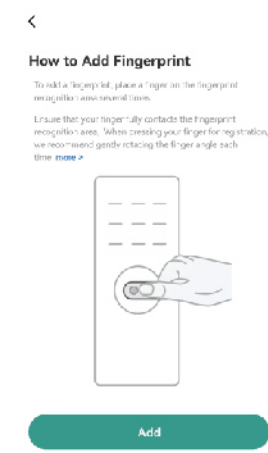 How to Add Fingerprint
To add a fingerprint, place a finger on the fingerprint
recognition area several times.
Ensure that your finger fully contacts the fingerprint
recognition area. When pressing your finger for registration,
we recommend gently rotating the finger angle each
time. more >
Add